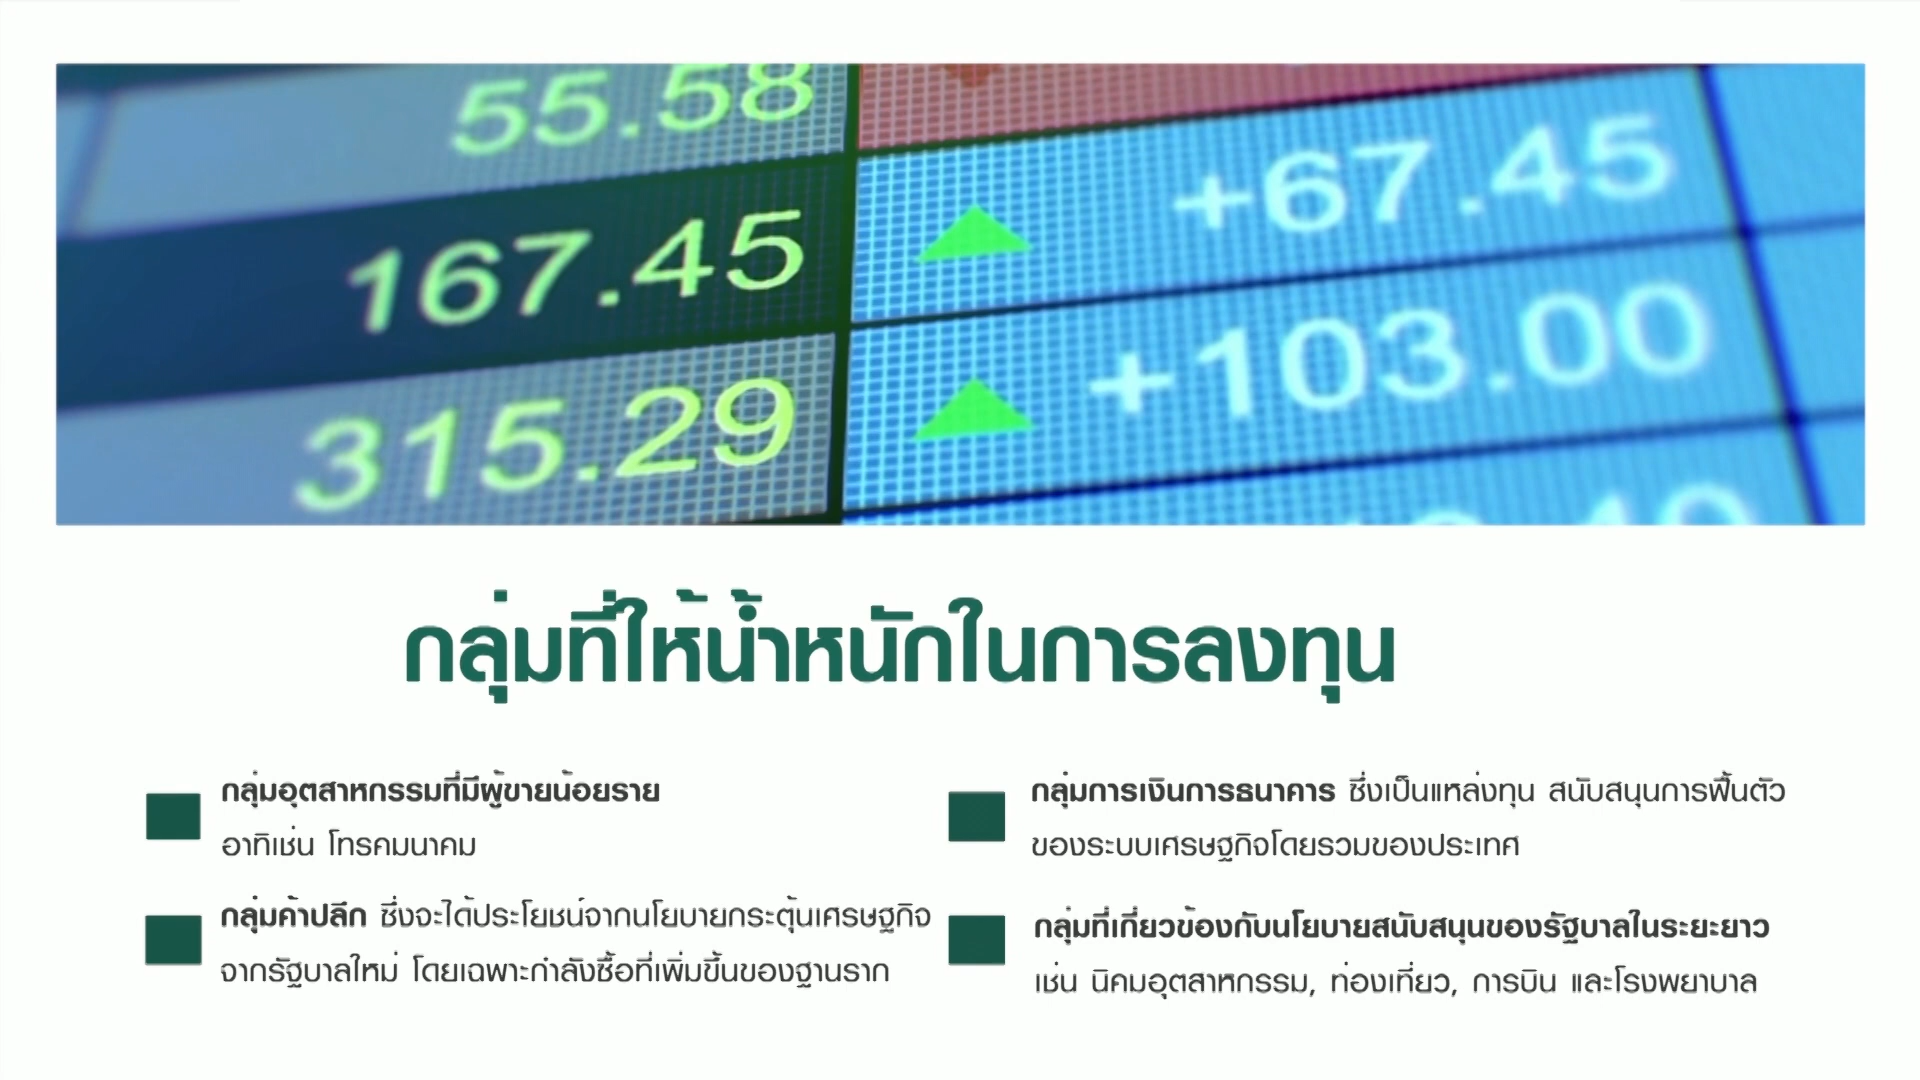 55.58
+67.45
167.45
+103.00
315.29
กลุ่มที่ให้น้ำหนักในการลงทุน
กลุ่มอุตสาหกรรมที่มีผู้ขายน้อยราย
อาทิเช่น โทรคมนาคม
กลุ่มค้าปลีก ซึ่งจะได้ประโยชน์จากนโยบายกระตุ้นเศรษฐกิจ
จากรัฐบาลใหม่ โดยเฉพาะกำลังซื้อที่เพิ่มขึ้นของฐานราก
กลุ่มการเงินการธนาคาร ซึ่งเป็นแหล่งทุน สนับสนุนการฟื้นตัว
ของระบบเศรษฐกิจโดยรวมของประเทศ
กลุ่มที่เกี่ยวข้องกับนโยบายสนับสนุนของรัฐบาลในระยะยาว
เช่น นิคมอุตสาหกรรม, ท่องเที่ยว, การบิน และโรงพยาบาล